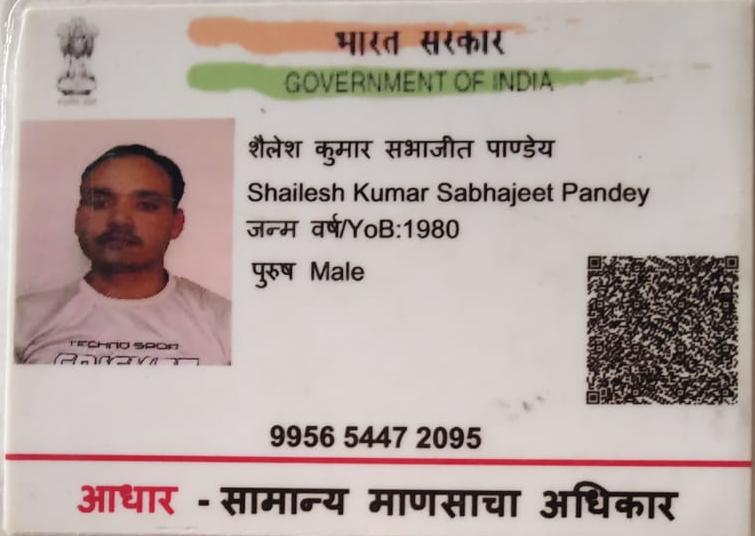 भारत सरकार
GOVERNMENT OF INDIA
शैलेश कुमार सभाजीत पाण्डेय
Shailesh Kumar Sabhajeet Pandey
जन्म वर्ष/YoB:1980
पुरुष Male
TECHNO SPOR
9956 5447 2095
आधार - सामान्य माणसाचा अधिकार